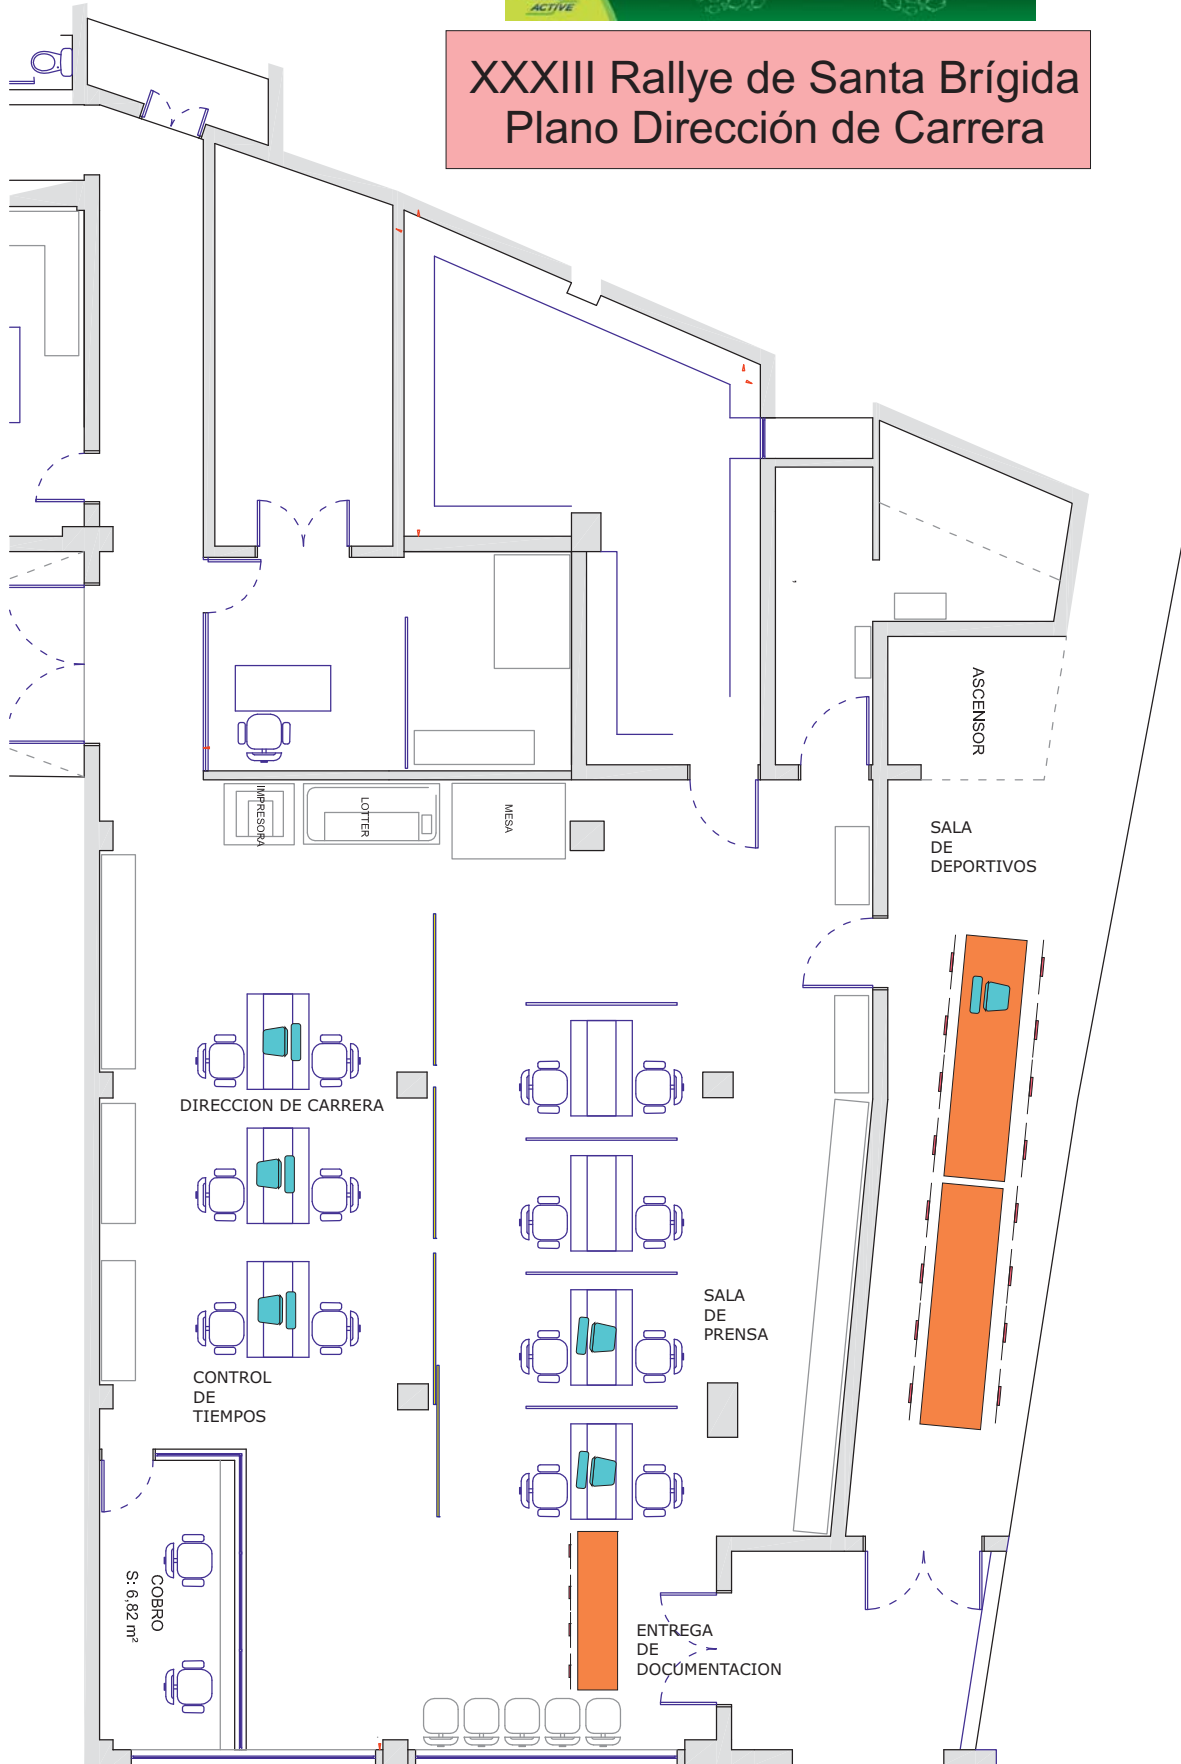 ACTIVE
XXXIII Rallye de Santa Brígida
Plano Dirección de Carrera
ASCENSOR
IMPRESORA
LOTTER
MESA
SALA
DE
DEPORTIVOS
DIRECCION DE CARRERA
SALA
DE
PRENSA
CONTROL
DE
TIEMPOS
COBRO
S: 6,82 m²
ENTREGA
DE
DOCUMENTACION